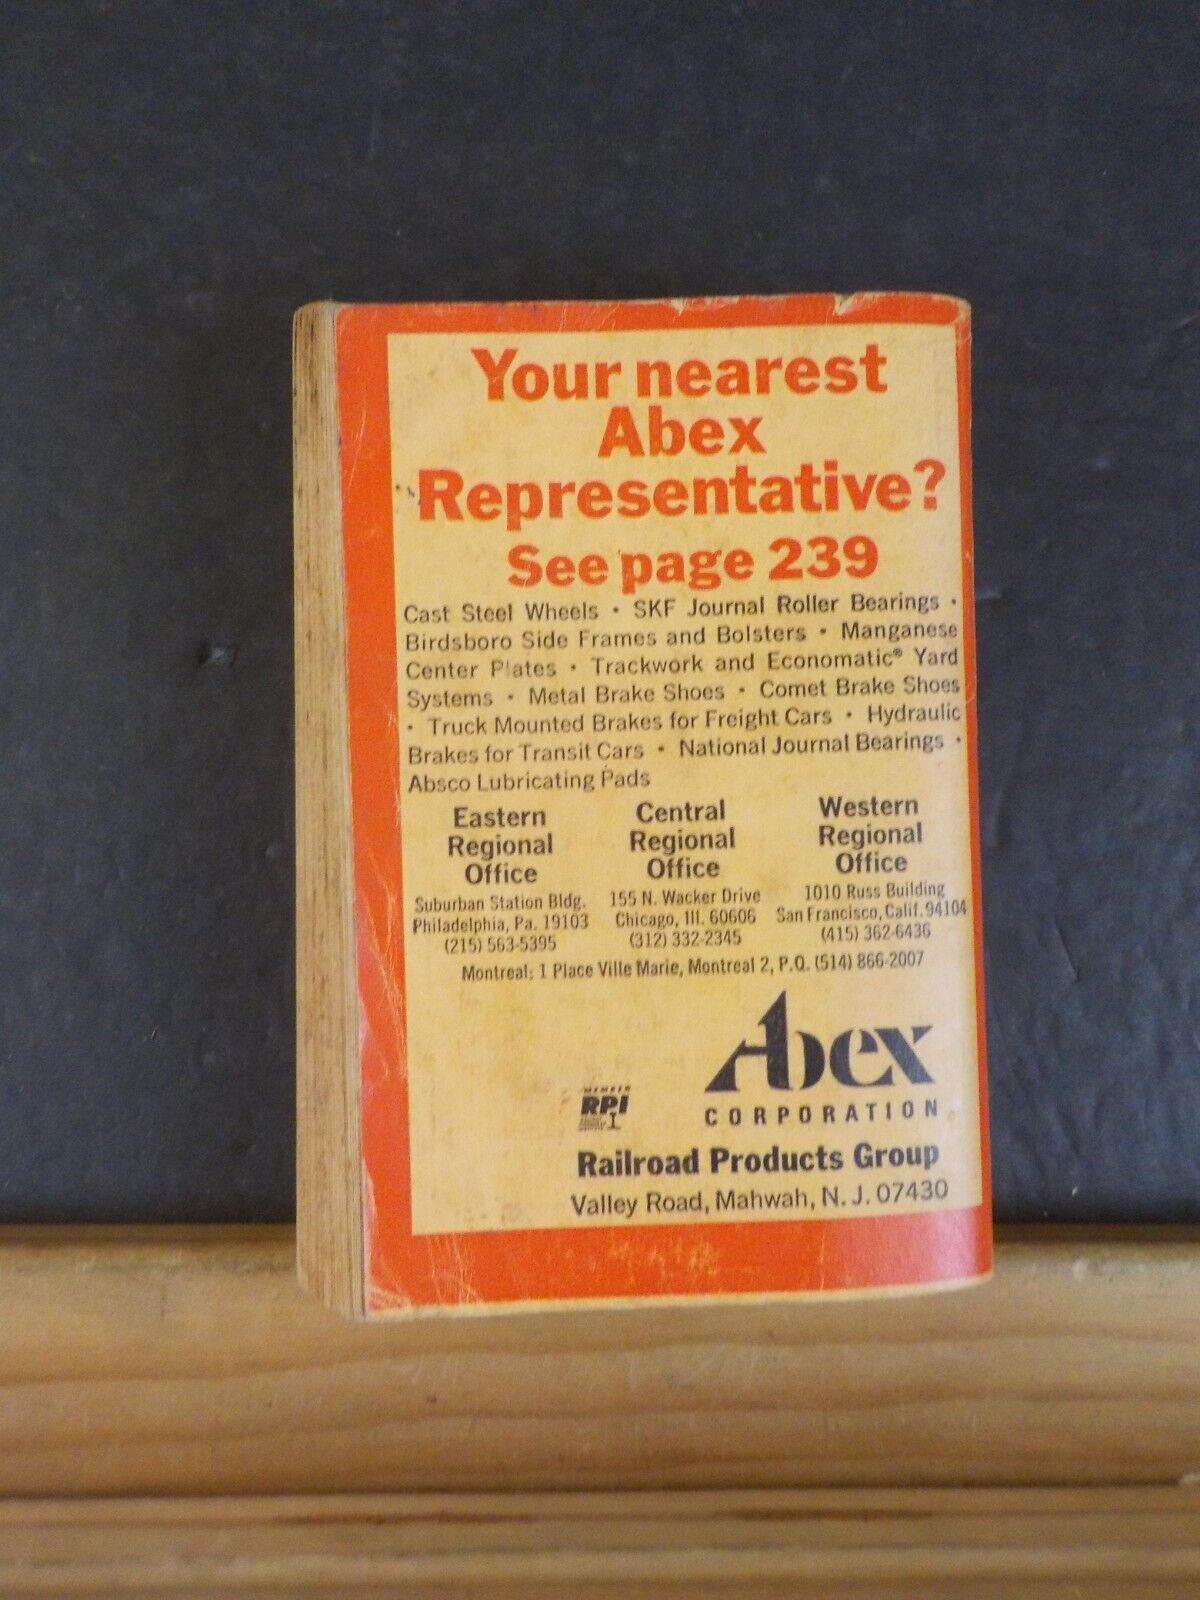 Your nearest
Abex
Representative?
See page 239
Cast Steel Wheels • SKF Journal Roller Bearings •
Birdsboro Side Frames and Bolsters • Manganese
Center Plates • Trackwork and Economatic® Yard
Systems • Metal Brake Shoes • Comet Brake Shoes
• Truck Mounted Brakes for Freight Cars • Hydraulic
Brakes for Transit Cars • National Journal Bearings •
Absco Lubricating Pads
Eastern
Regional
Office
Suburban Station Bldg.
Philadelphia, Pa. 19103
(215) 563-5395
Central
Regional
Office
155 N. Wacker Drive
Chicago, Ill. 60606
(312) 332-2345
Western
Regional
Office
1010 Russ Building
San Francisco, Calif. 94104
(415) 362-6436
Montreal: 1 Place Ville Marie, Montreal 2, P.Q. (514) 866-2007
Abex
CORPORATION
MEMBER
RPI
Railroad Products Group
Valley Road, Mahwah, N. J. 07430